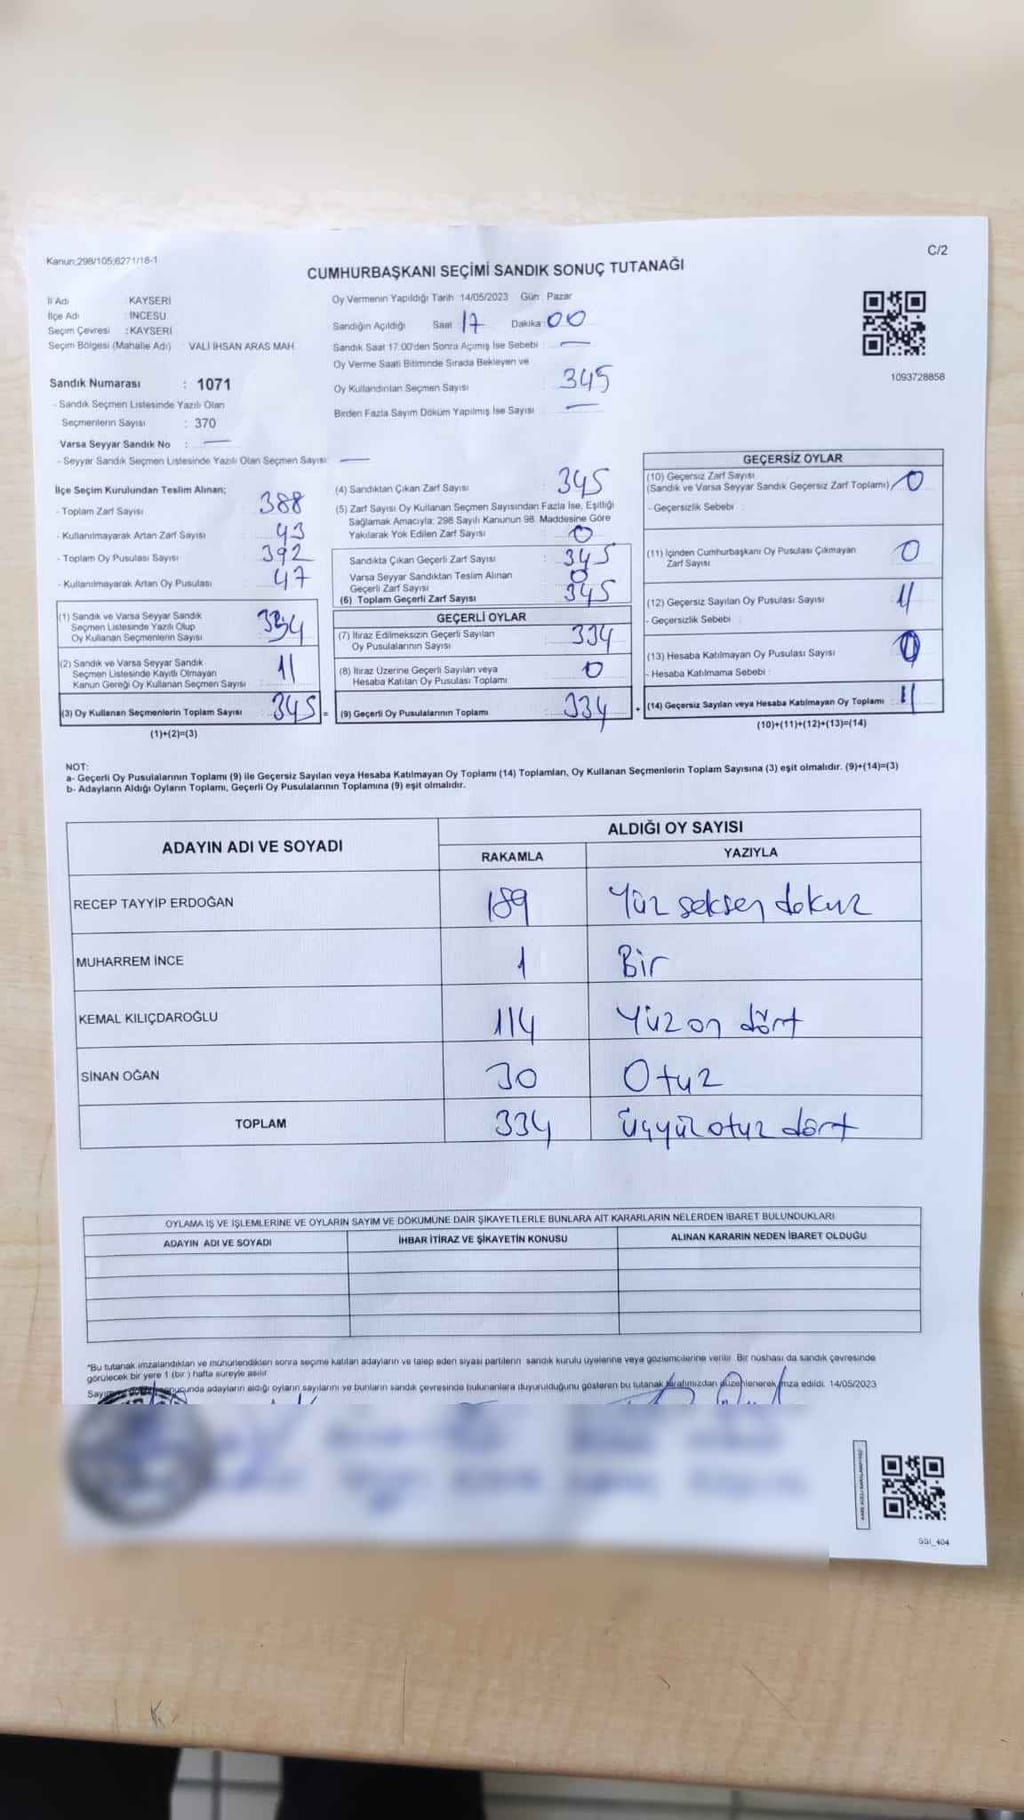 Kanun:298/105;6271/18-1
C/2
CUMHURBAŞKANI SEÇİMİ SANDIK SONUÇ TUTANAĞI
İl Adı KAYSERİ
İlçe Adı : İNCESU
Seçim Çevresi : KAYSERİ
Seçim Bölgesi (Mahalle Adı) VALİ İHSAN ARAS MAH
Sandık Numarası : 1071
- Sandık Seçmen Listesinde Yazılı Olan
Seçmenlerin Sayısı : 370
Varsa Seyyar Sandık No : —
- Seyyar Sandık Seçmen Listesinde Yazılı Olan Seçmen Sayısı: —
Oy Vermenin Yapıldığı Tarih :14/05/2023 Gün: Pazar
Sandığın Açıldığı Saat 17 Dakika: 00
Sandık Saat 17:00'den Sonra Açımış İse Sebebi : —
Oy Verme Saati Bitiminde Sırada Bekleyen ve
Oy Kullandırılan Seçmen Sayısı : 345
Birden Fazla Sayım Döküm Yapılmış İse Sayısı : —
1093728858
İlçe Seçim Kurulundan Teslim Alınan;
- Toplam Zarf Sayısı : 388
- Kullanılmayarak Artan Zarf Sayısı : 43
- Toplam Oy Pusulası Sayısı : 392
- Kullanılmayarak Artan Oy Pusulası : 47
(1) Sandık ve Varsa Seyyar Sandık
Seçmen Listesinde Yazılı Olup
Oy Kullanan Seçmenlerin Sayısı : 334
(2) Sandık ve Varsa Seyyar Sandık
Seçmen Listesinde Kayıtlı Olmayan
Kanun Gereği Oy Kullanan Seçmen Sayısı : 11
(3) Oy Kullanan Seçmenlerin Toplam Sayısı : 345 =
(1)+(2)=(3)
(4) Sandıktan Çıkan Zarf Sayısı : 345
(5) Zarf Sayısı Oy Kullanan Seçmen Sayısından Fazla İse, Eşitliği
Sağlamak Amacıyla; 298 Sayılı Kanunun 98. Maddesine Göre
Yakılarak Yok Edilen Zarf Sayısı : 0
Sandıkta Çıkan Geçerli Zarf Sayısı : 345
Varsa Seyyar Sandıktan Teslim Alınan
Geçerli Zarf Sayısı : 0
(6) Toplam Geçerli Zarf Sayısı : 345
GEÇERLİ OYLAR
(7) İtiraz Edilmeksizin Geçerli Sayılan
Oy Pusulalarının Sayısı : 334
(8) İtiraz Üzerine Geçerli Sayılan veya
Hesaba Katılan Oy Pusulası Toplamı : 0
(9) Geçerli Oy Pusulalarının Toplamı : 334 +
GEÇERSİZ OYLAR
(10) Geçersiz Zarf Sayısı
(Sandık ve Varsa Seyyar Sandık Geçersiz Zarf Toplamı) : 0
- Geçersizlik Sebebi :
(11) İçinden Cumhurbaşkanı Oy Pusulası Çıkmayan
Zarf Sayısı : 0
(12) Geçersiz Sayılan Oy Pusulası Sayısı : 11
- Geçersizlik Sebebi :
(13) Hesaba Katılmayan Oy Pusulası Sayısı : 0
- Hesaba Katılmama Sebebi :
(14) Geçersiz Sayılan veya Hesaba Katılmayan Oy Toplamı : 11
(10)+(11)+(12)+(13)=(14)
NOT:
a- Geçerli Oy Pusulalarının Toplamı (9) ile Geçersiz Sayılan veya Hesaba Katılmayan Oy Toplamı (14) Toplamları, Oy Kullanan Seçmenlerin Toplam Sayısına (3) eşit olmalıdır. (9)+(14)=(3)
b- Adayların Aldığı Oyların Toplamı, Geçerli Oy Pusulalarının Toplamına (9) eşit olmalıdır.
ADAYIN ADI VE SOYADI
ALDIĞI OY SAYISI
RAKAMLA YAZIYLA
RECEP TAYYİP ERDOĞAN 189 Yüz seksen dokuz
MUHARREM İNCE 1 Bir
KEMAL KILIÇDAROĞLU 114 Yüz on dört
SİNAN OĞAN 30 Otuz
TOPLAM 334 Üçyüz otuz dört
OYLAMA İŞ VE İŞLEMLERİNE VE OYLARIN SAYIM VE DÖKÜMÜNE DAİR ŞİKAYETLERLE BUNLARA AİT KARARLARIN NELERDEN İBARET BULUNDUKLARI
ADAYIN ADI VE SOYADI İHBAR İTİRAZ VE ŞİKAYETİN KONUSU ALINAN KARARIN NEDEN İBARET OLDUĞU
*Bu tutanak imzalandıktan ve mühürlendikten sonra seçime katılan adayların ve talep eden siyasi partilerin sandık kurulu üyelerine veya gözlemcilerine verilir. Bir nüshası da sandık çevresinde
görülecek bir yere 1 (bir ) hafta süreyle asılır.
adayların aldığı oyların sayılarını ve bunların sandık çevresinde bulunanlara duyurulduğunu gösteren bu tutanak tarafımızdan düzenlenerek imza edildi. 14/05/2023